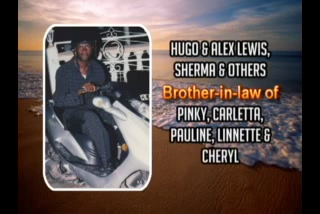 HUGO & ALEX LEWIS,
SHERMA & OTHERS
Brother-in-law of
PINKY, CARLETTA,
PAULINE, LINNETTE &
CHERYL